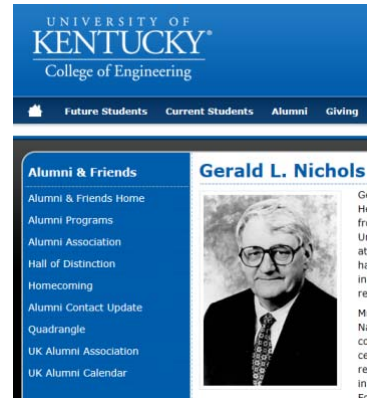 UNIVERSITY OF
KENTUCKY
College of Engineering
Future Students Current Students Alumni Giving
Alumni & Friends
Alumni & Friends Home
Alumni Programs
Alumni Association
Hall of Distinction
Homecoming
Alumni Contact Update
Quadrangle
UK Alumni Association
UK Alumni Calendar
Gerald L. Nichols